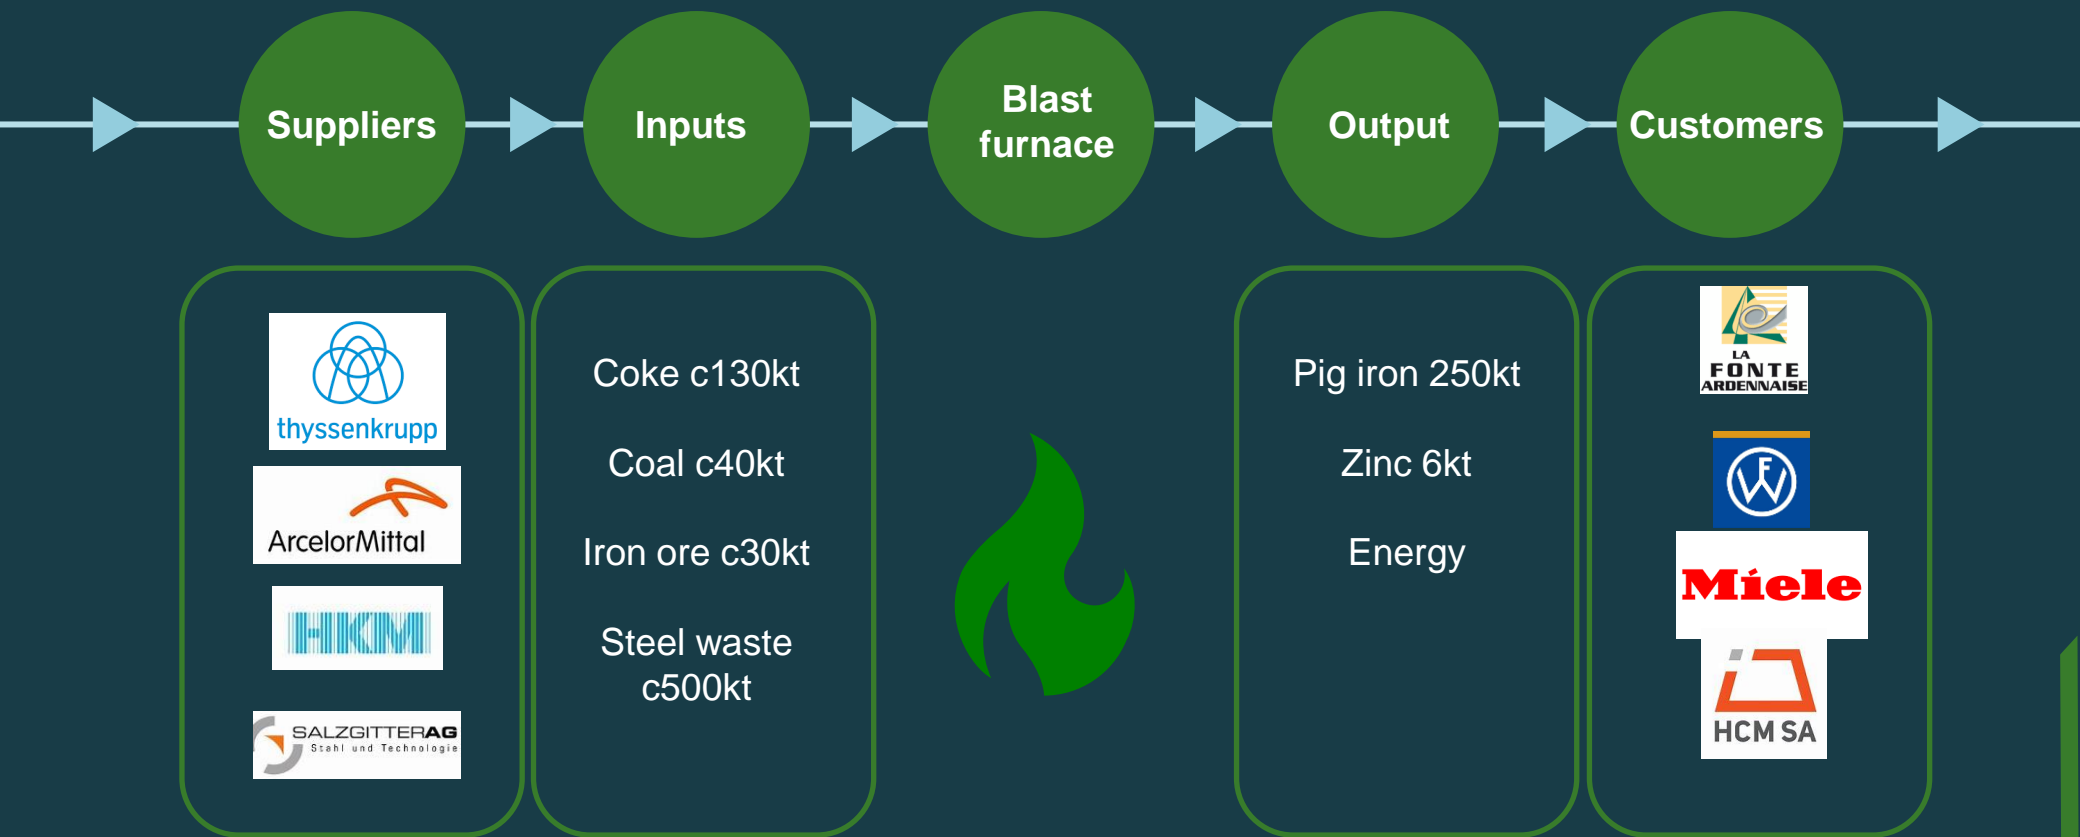 Suppliers
Inputs
Blast
furnace
Output
Customers
thyssenkrupp
ArcelorMittal
HKM
SALZGITTERAG
Stahl und Technologie
Coke c130kt
Coal c40kt
Iron ore c30kt
Steel waste
c500kt
Pig iron 250kt
Zinc 6kt
Energy
LA
FONTE
ARDENNAISE
FW
Miele
HCM SA